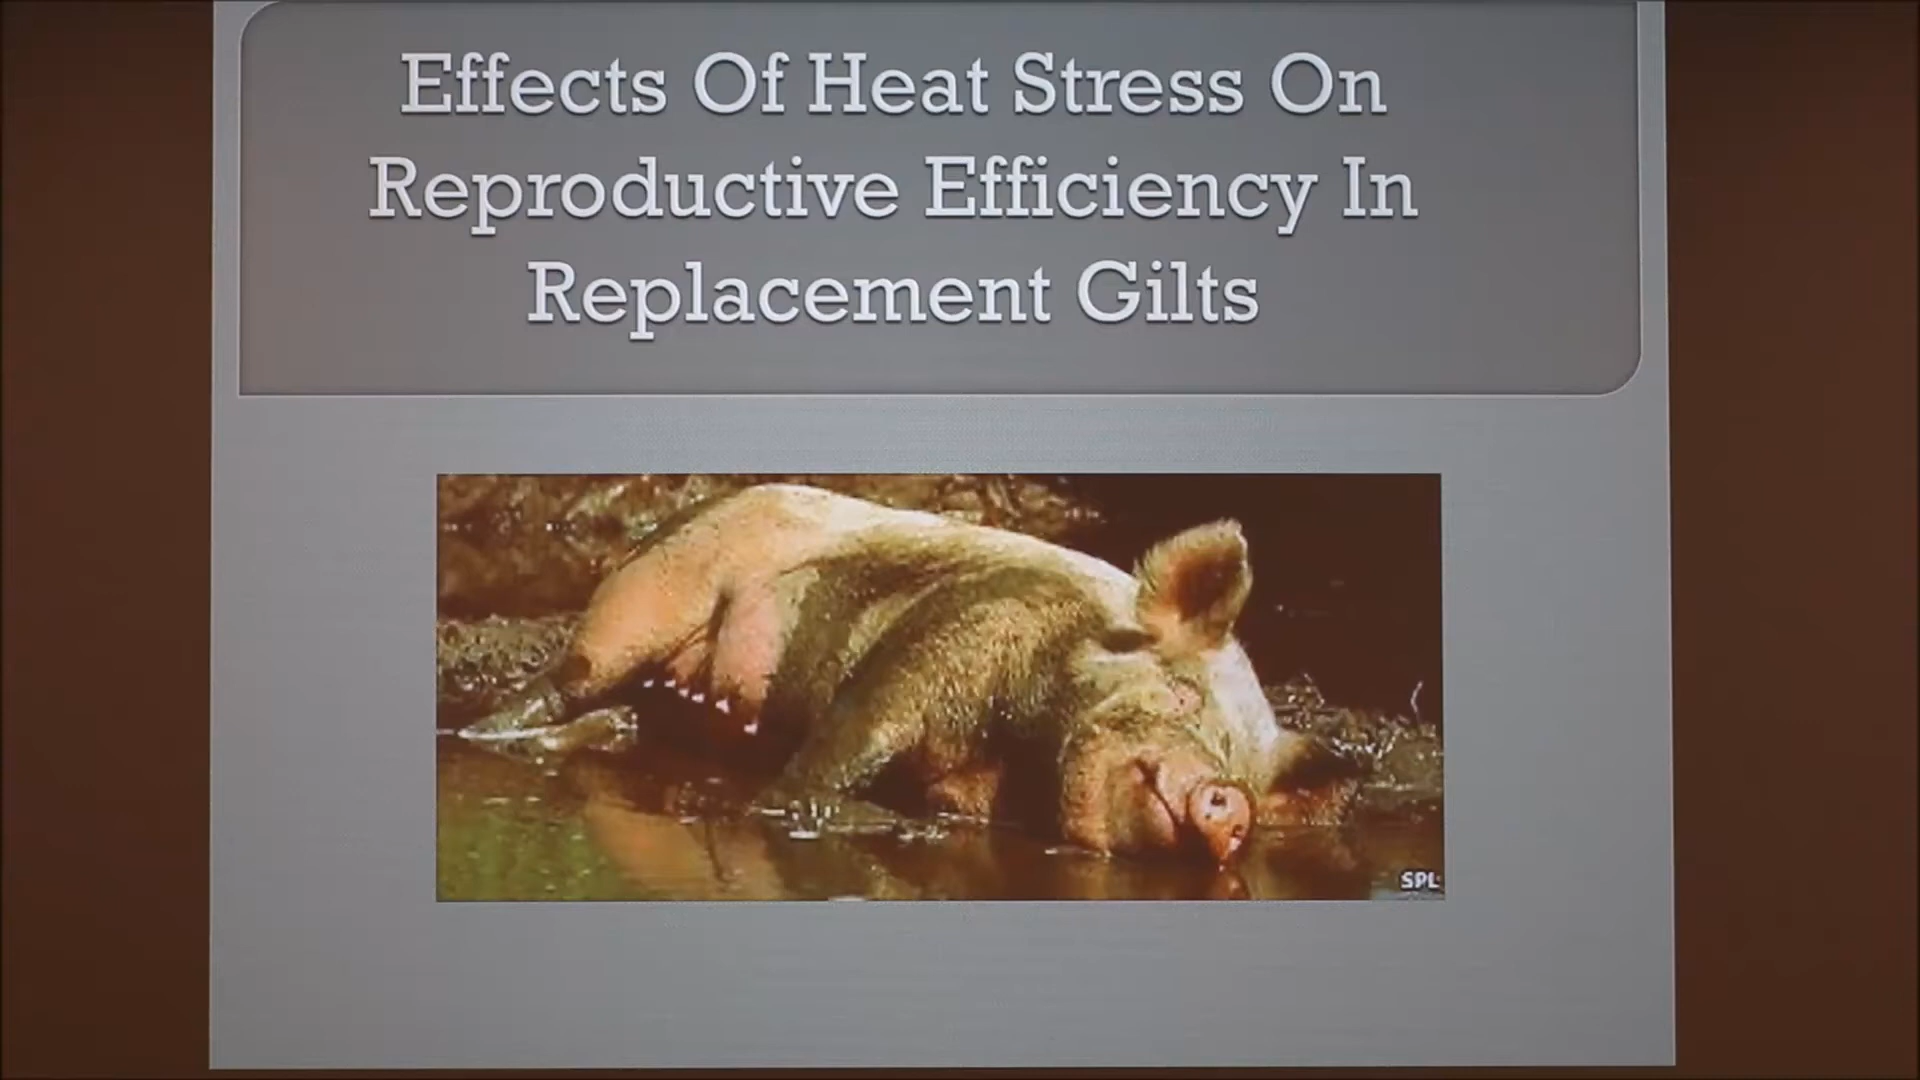 Effects Of Heat Stress On
Reproductive Efficiency In
Replacement Gilts
SPL